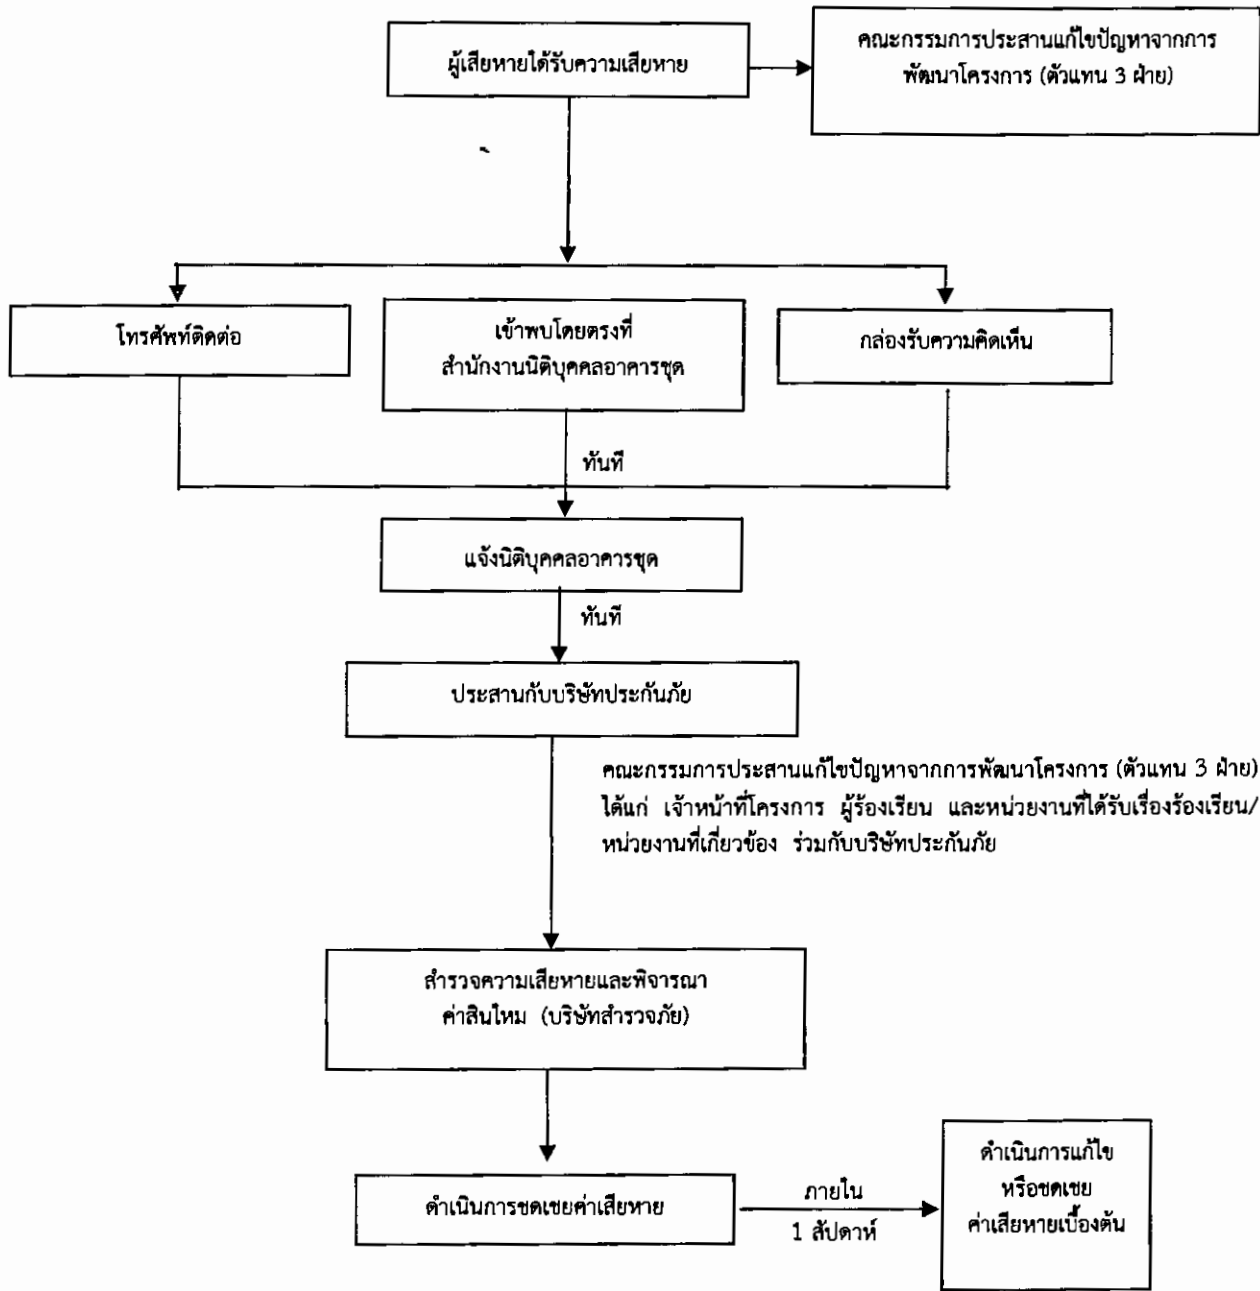 ผู้เสียหายได้รับความเสียหาย
คณะกรรมการประสานแก้ไขปัญหาจากการ
พัฒนาโครงการ (ตัวแทน 3 ฝ่าย)
โทรศัพท์ติดต่อ
เข้าพบโดยตรงที่
สำนักงานนิติบุคคลอาคารชุด
กล่องรับความคิดเห็น
ทันที
แจ้งนิติบุคคลอาคารชุด
ทันที
ประสานกับบริษัทประกันภัย
คณะกรรมการประสานแก้ไขปัญหาจากการพัฒนาโครงการ (ตัวแทน 3 ฝ่าย)
ได้แก่ เจ้าหน้าที่โครงการ ผู้ร้องเรียน และหน่วยงานที่ได้รับเรื่องร้องเรียน/
หน่วยงานที่เกี่ยวข้อง ร่วมกับบริษัทประกันภัย
สำรวจความเสียหายและพิจารณา
ค่าสินไหม (บริษัทสำรวจภัย)
ดำเนินการชดเชยค่าเสียหาย
ภายใน
1 สัปดาห์
ดำเนินการแก้ไข
หรือชดเชย
ค่าเสียหายเบื้องต้น